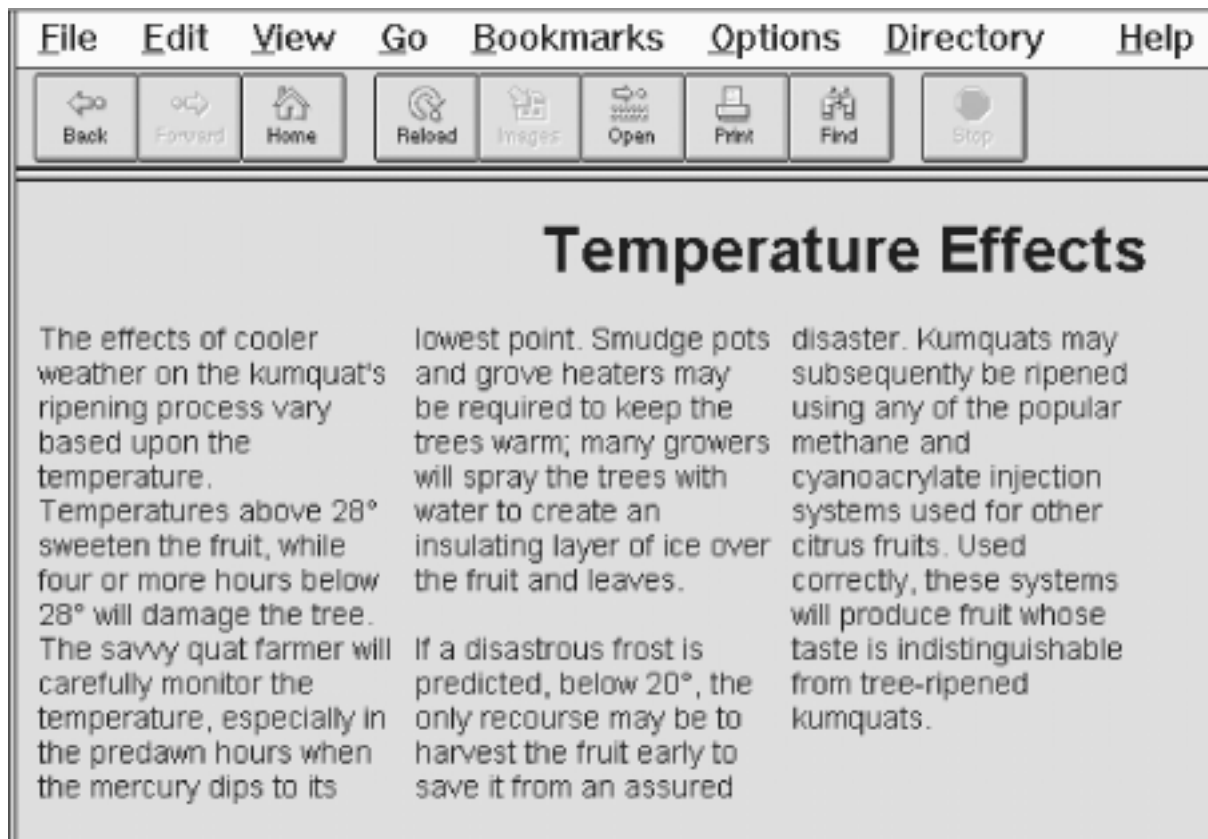 File Edit View Go Bookmarks Options Directory Help
Back Forward Home Reload Images Open Print Find Stop
Temperature Effects
The effects of cooler
weather on the kumquat's
ripening process vary
based upon the
temperature.
Temperatures above 28°
sweeten the fruit, while
four or more hours below
28° will damage the tree.
The savvy quat farmer will
carefully monitor the
temperature, especially in
the predawn hours when
the mercury dips to its
lowest point. Smudge pots
and grove heaters may
be required to keep the
trees warm; many growers
will spray the trees with
water to create an
insulating layer of ice over
the fruit and leaves.
If a disastrous frost is
predicted, below 20°, the
only recourse may be to
harvest the fruit early to
save it from an assured
disaster. Kumquats may
subsequently be ripened
using any of the popular
methane and
cyanoacrylate injection
systems used for other
citrus fruits. Used
correctly, these systems
will produce fruit whose
taste is indistinguishable
from tree-ripened
kumquats.